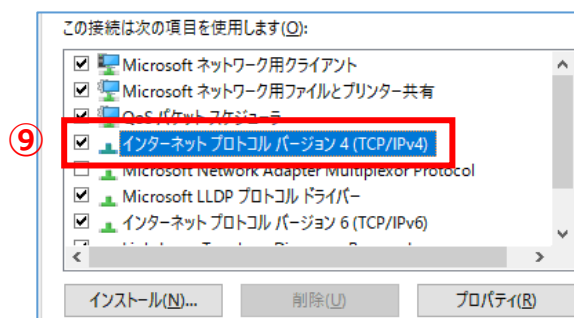 この接続は次の項目を使用します(O):
Microsoft ネットワーク用クライアント
Microsoft ネットワーク用ファイルとプリンター共有
QoS パケット スケジューラ
⑨ インターネット プロトコル バージョン 4 (TCP/IPv4)
Microsoft Network Adapter Multiplexor Protocol
Microsoft LLDP プロトコル ドライバー
インターネット プロトコル バージョン 6 (TCP/IPv6)
インストール(N)... 削除(U) プロパティ(R)